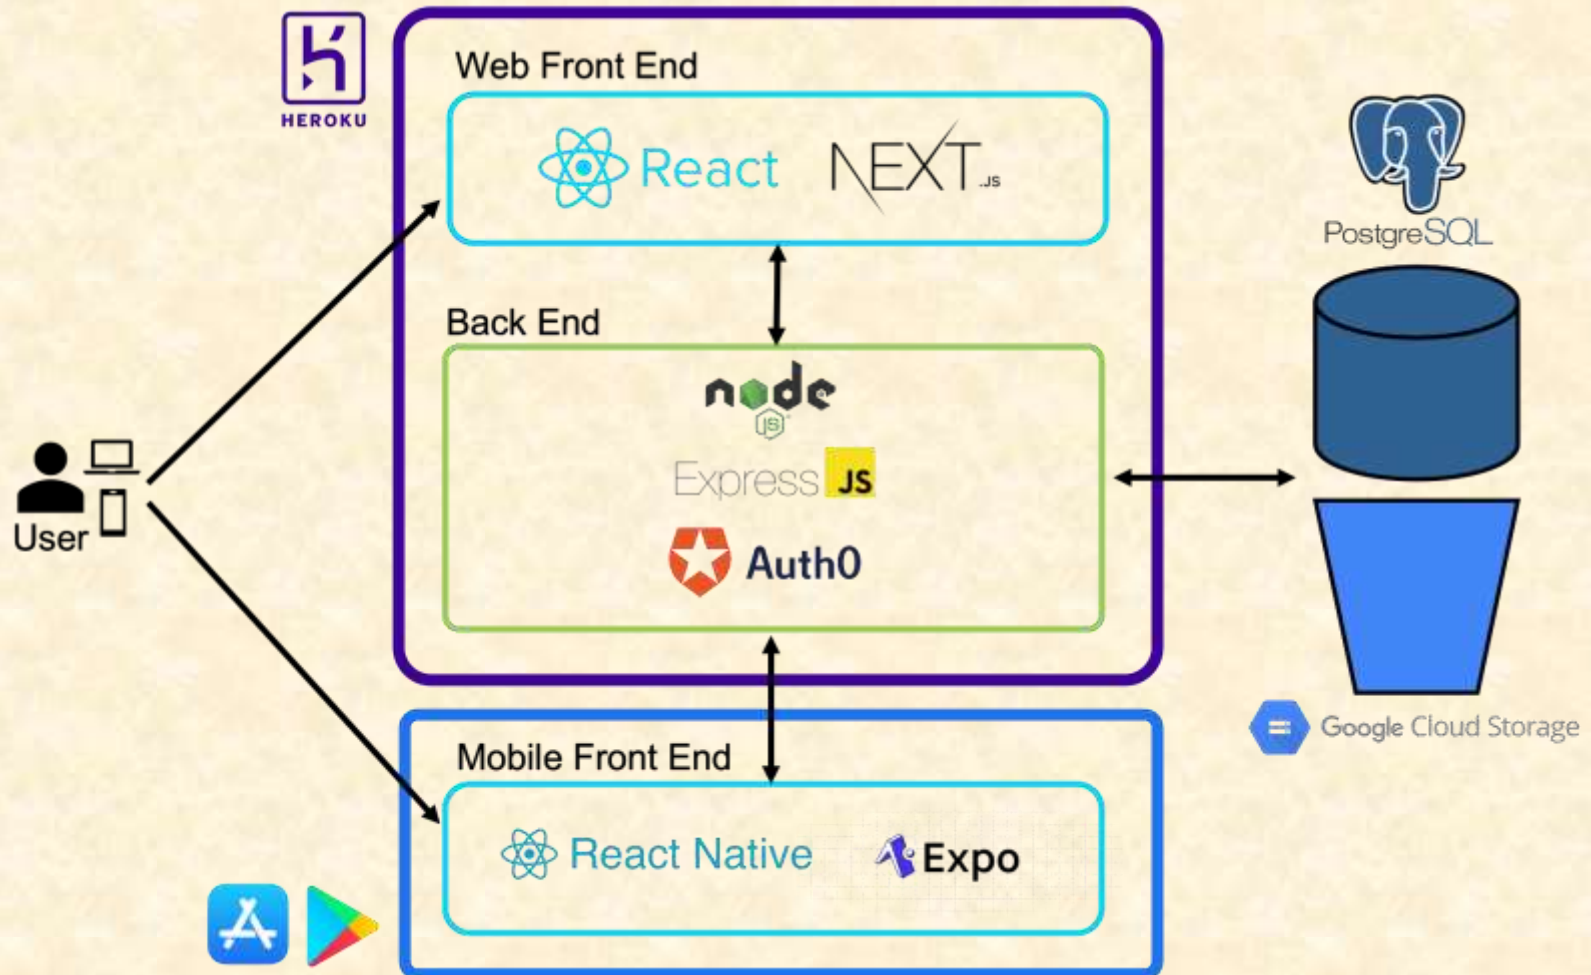 HEROKU
Web Front End
React NEXT.JS
PostgreSQL
Back End
node
JS
Express JS
Auth0
User
Google Cloud Storage
Mobile Front End
React Native Expo